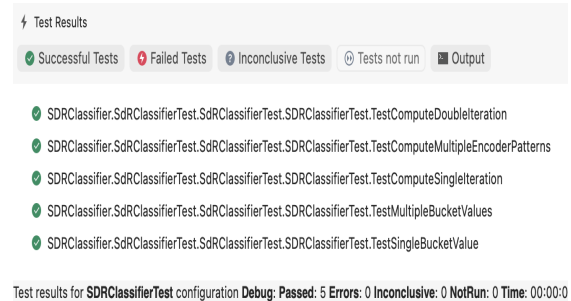 Test Results
Successful Tests Failed Tests Inconclusive Tests Tests not run Output
SDRClassifier.SdRClassifierTest.SdRClassifierTest.SDRClassifierTest.TestComputeDoubleIteration
SDRClassifier.SdRClassifierTest.SdRClassifierTest.SDRClassifierTest.TestComputeMultipleEncoderPatterns
SDRClassifier.SdRClassifierTest.SdRClassifierTest.SDRClassifierTest.TestComputeSingleIteration
SDRClassifier.SdRClassifierTest.SdRClassifierTest.SDRClassifierTest.TestMultipleBucketValues
SDRClassifier.SdRClassifierTest.SdRClassifierTest.SDRClassifierTest.TestSingleBucketValue
Test results for SDRClassifierTest configuration Debug: Passed: 5 Errors: 0 Inconclusive: 0 NotRun: 0 Time: 00:00:0